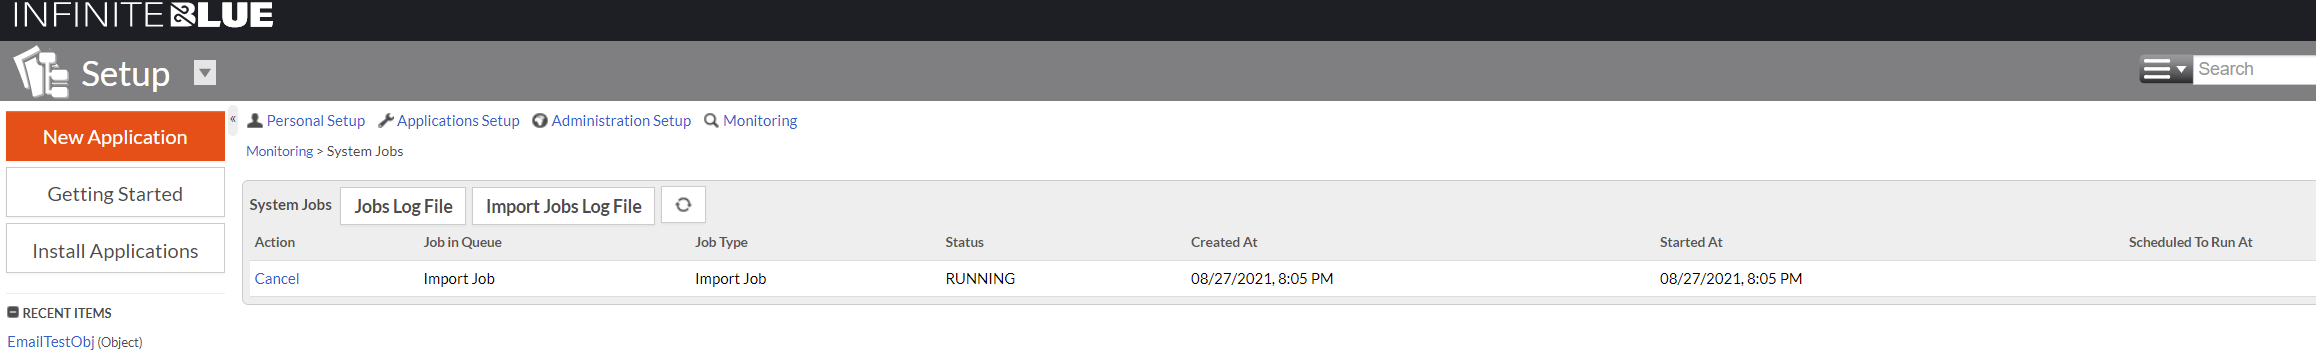 INFINITE BLUE
Setup
Search
New Application
Getting Started
Install Applications
RECENT ITEMS
EmailTestObj (Object)
«
Personal Setup Applications Setup Administration Setup Monitoring
Monitoring > System Jobs
System Jobs Jobs Log File Import Jobs Log File
Action Job in Queue Job Type Status Created At Started At Scheduled To Run At
Cancel Import Job Import Job RUNNING 08/27/2021, 8:05 PM 08/27/2021, 8:05 PM